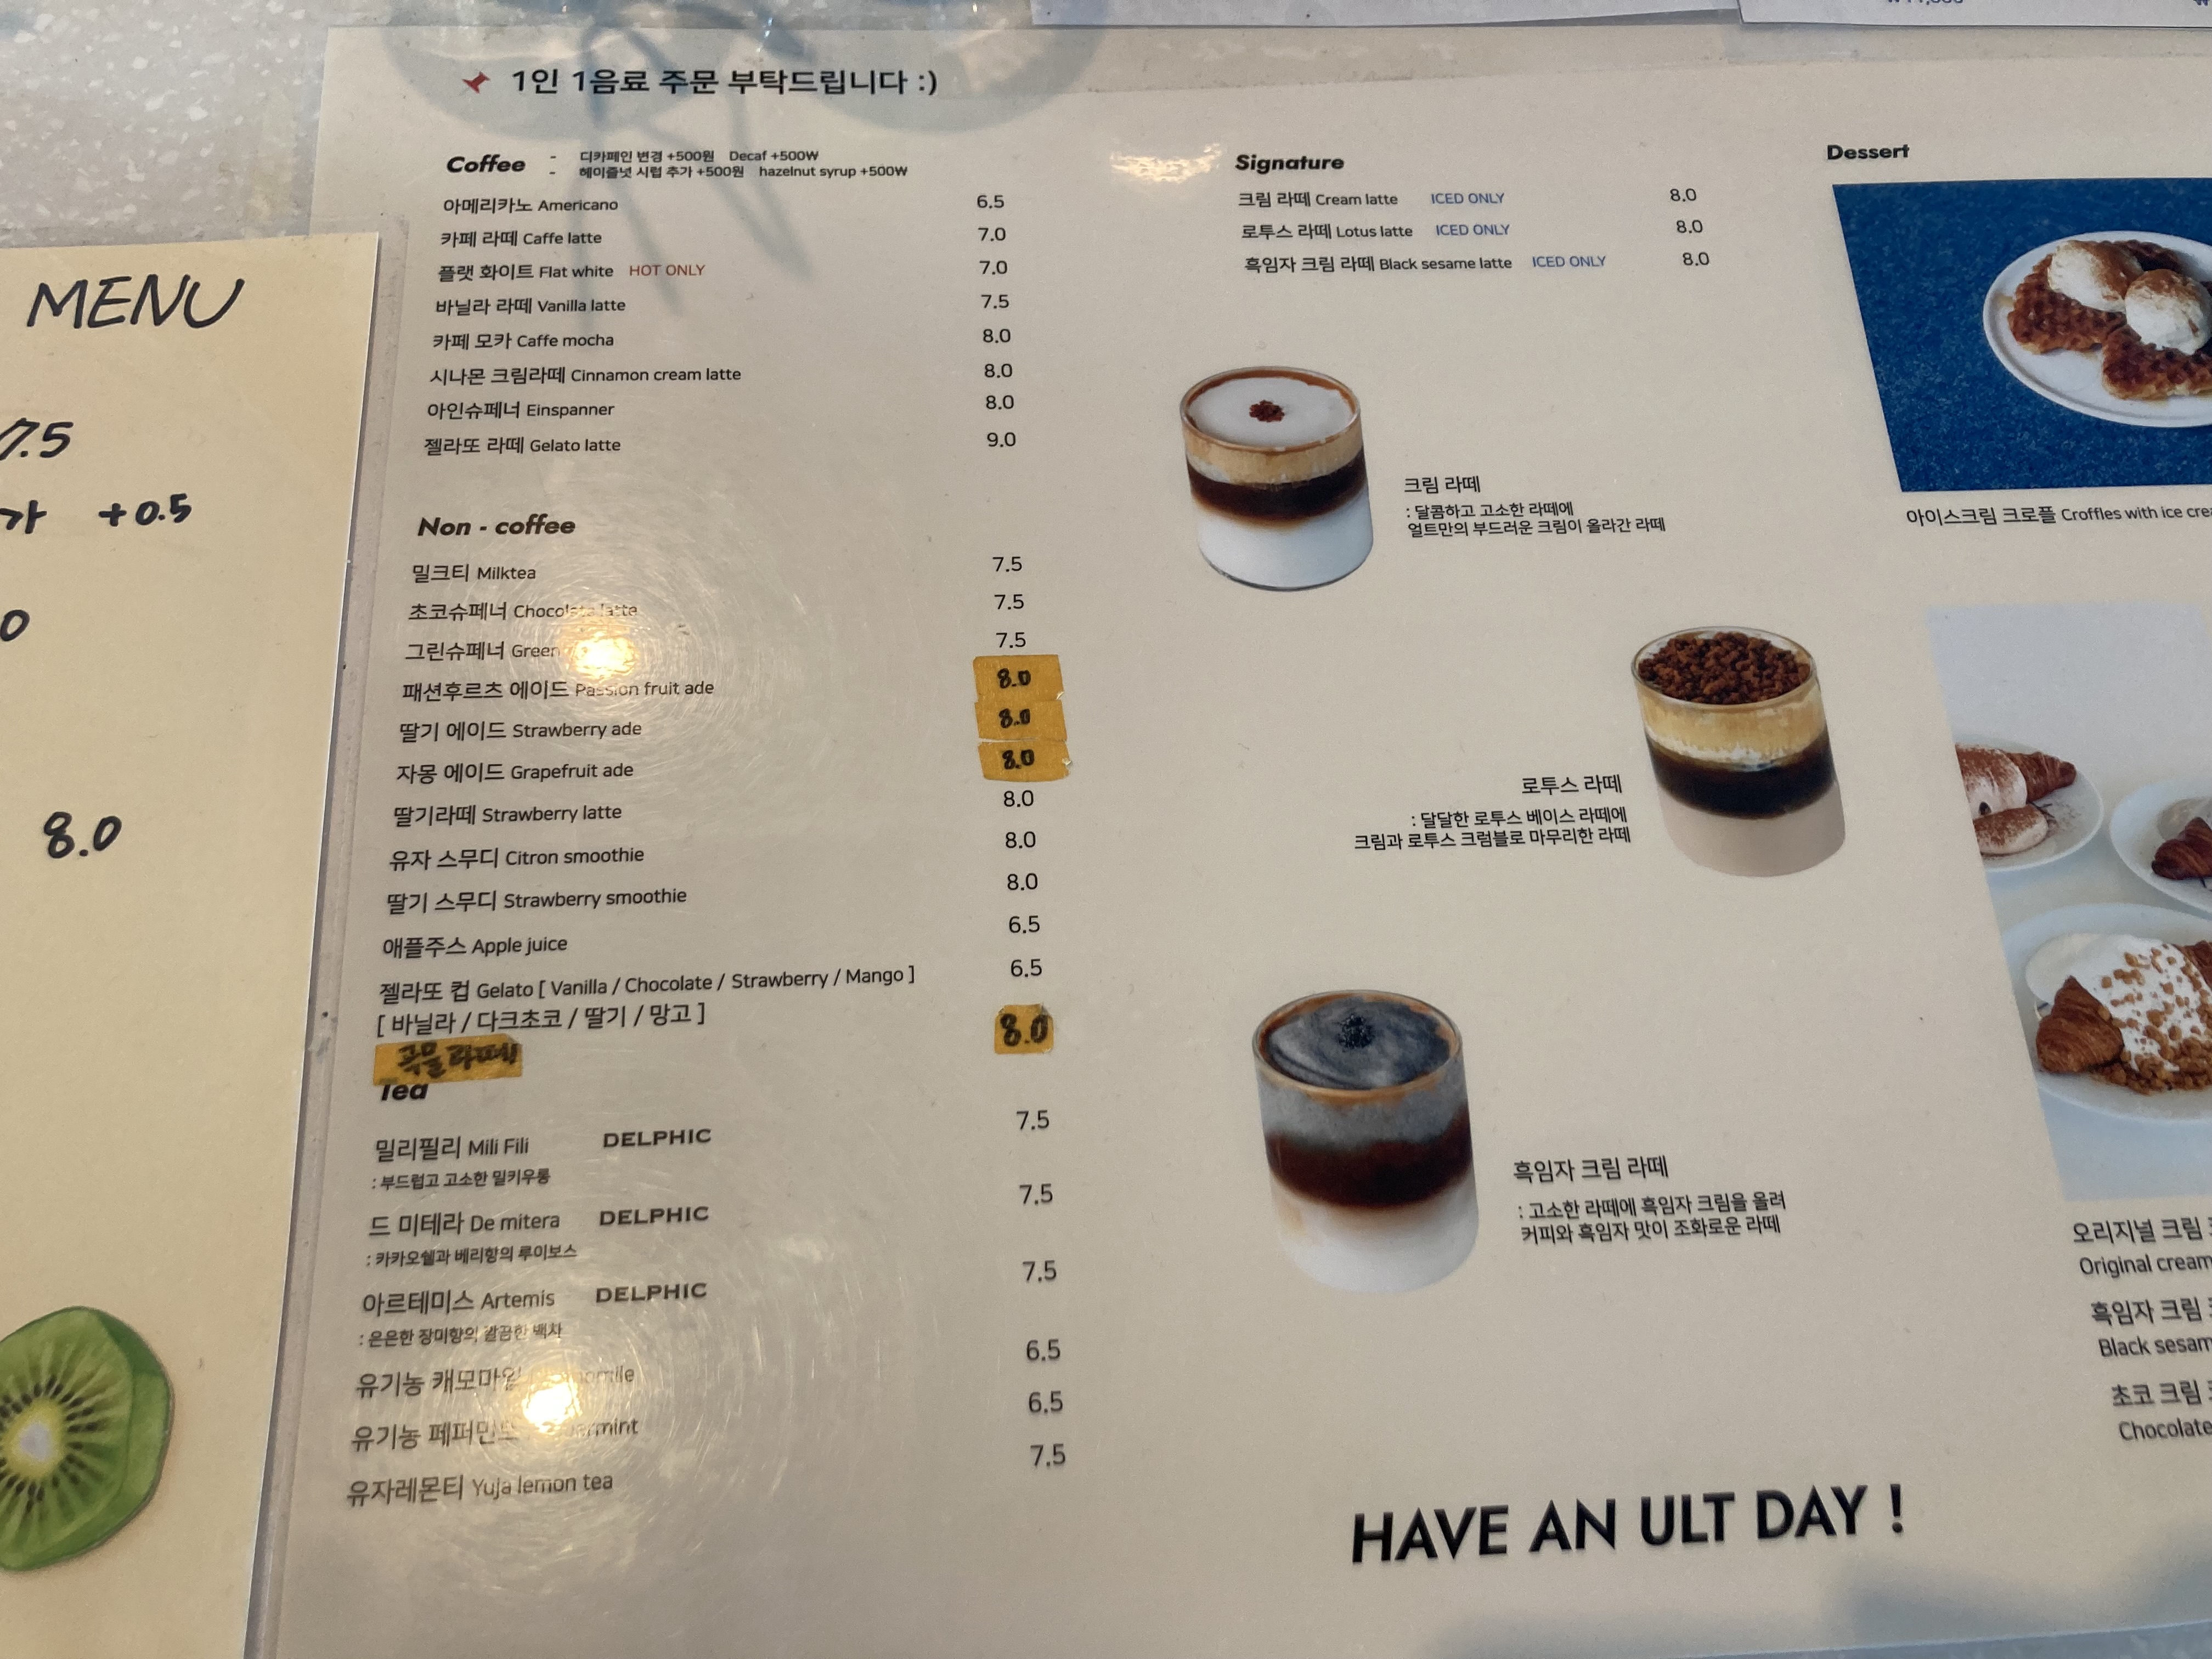 1인 1음료 주문 부탁드립니다 :)
MENU
7.5
가 +0.5
0
8.0
Coffee - 디카페인 변경 +500원 Decaf +500₩
- 헤이즐넛 시럽 추가 +500원 hazelnut syrup +500₩
아메리카노 Americano 6.5
카페 라떼 Caffe latte 7.0
플랫 화이트 Flat white HOT ONLY 7.0
바닐라 라떼 Vanilla latte 7.5
카페 모카 Caffe mocha 8.0
시나몬 크림라떼 Cinnamon cream latte 8.0
아인슈페너 Einspanner 8.0
젤라또 라떼 Gelato latte 9.0
Non - coffee
밀크티 Milktea 7.5
초코슈페너 Chocolate latte 7.5
그린슈페너 Green 7.5
패션후르츠 에이드 Passion fruit ade 8.0
딸기 에이드 Strawberry ade 8.0
자몽 에이드 Grapefruit ade 8.0
딸기라떼 Strawberry latte 8.0
유자 스무디 Citron smoothie 8.0
딸기 스무디 Strawberry smoothie 8.0
애플주스 Apple juice 6.5
젤라또 컵 Gelato [ Vanilla / Chocolate / Strawberry / Mango ] 6.5
[ 바닐라 / 다크초코 / 딸기 / 망고 ]
곡물라떼 8.0
Tea
밀리필리 Mili Fili DELPHIC 7.5
: 부드럽고 고소한 밀키우롱
드 미테라 De mitera DELPHIC 7.5
: 카카오쉘과 베리향의 루이보스
아르테미스 Artemis DELPHIC 7.5
: 은은한 장미향의 깔끔한 백차
유기농 캐모마일 6.5
유기농 페퍼민트 6.5
유자레몬티 Yuja lemon tea 7.5
Signature
크림 라떼 Cream latte ICED ONLY 8.0
로투스 라떼 Lotus latte ICED ONLY 8.0
흑임자 크림 라떼 Black sesame latte ICED ONLY 8.0
크림 라떼
: 달콤하고 고소한 라떼에
얼트만의 부드러운 크림이 올라간 라떼
로투스 라떼
: 달달한 로투스 베이스 라떼에
크림과 로투스 크럼블로 마무리한 라떼
흑임자 크림 라떼
: 고소한 라떼에 흑임자 크림을 올려
커피와 흑임자 맛이 조화로운 라떼
HAVE AN ULT DAY !
Dessert
아이스크림 크로플 Croffles with ice
오리지널 크림
Original cream
흑임자 크림
Black
초코 크림
Chocolate